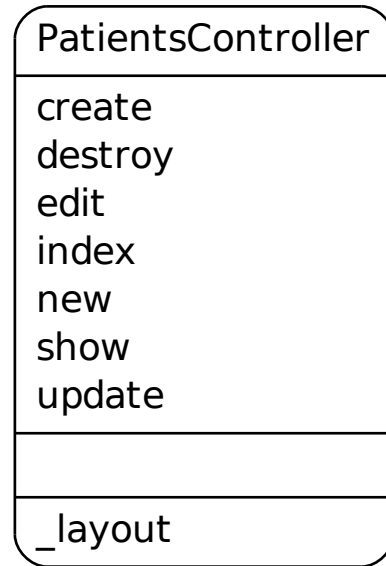 PatientsController
create
destroy
edit
index
new
show
update
_layout